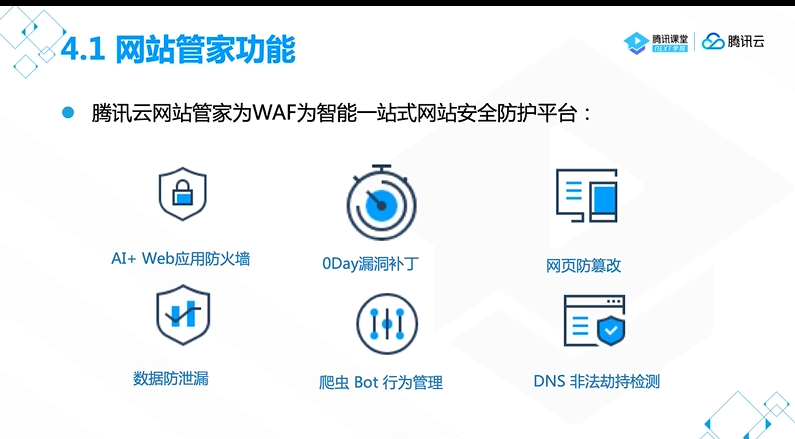 4.1 网站管家功能
腾讯课堂
NEXT学院
腾讯云
腾讯云网站管家为WAF为智能一站式网站安全防护平台：
AI+ Web应用防火墙
0Day漏洞补丁
网页防篡改
数据防泄漏
爬虫 Bot 行为管理
DNS 非法劫持检测